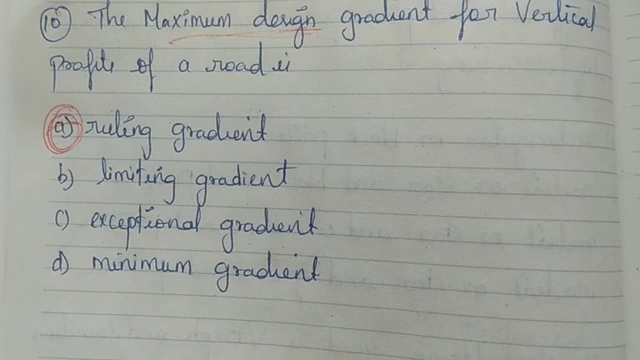 (10) The Maximum design gradient for Vertical
profile of a road is
a) ruling gradient
b) limiting gradient
c) exceptional gradient
d) minimum gradient